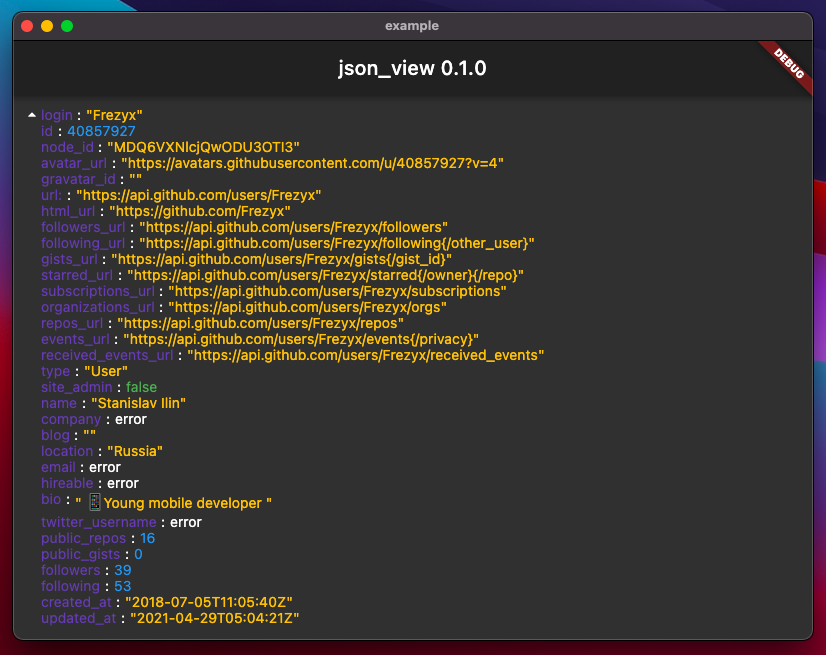 example
json_view 0.1.0
DEBUG
login : "Frezyx"
id : 40857927
node_id : "MDQ6VXNlcjQwODU3OTI3"
avatar_url : "https://avatars.githubusercontent.com/u/40857927?v=4"
gravatar_id : ""
url: : "https://api.github.com/users/Frezyx"
html_url : "https://github.com/Frezyx"
followers_url : "https://api.github.com/users/Frezyx/followers"
following_url : "https://api.github.com/users/Frezyx/following{/other_user}"
gists_url : "https://api.github.com/users/Frezyx/gists{/gist_id}"
starred_url : "https://api.github.com/users/Frezyx/starred{/owner}{/repo}"
subscriptions_url : "https://api.github.com/users/Frezyx/subscriptions"
organizations_url : "https://api.github.com/users/Frezyx/orgs"
repos_url : "https://api.github.com/users/Frezyx/repos"
events_url : "https://api.github.com/users/Frezyx/events{/privacy}"
received_events_url : "https://api.github.com/users/Frezyx/received_events"
type : "User"
site_admin : false
name : "Stanislav Ilin"
company : error
blog : ""
location : "Russia"
email : error
hireable : error
bio : " 📱Young mobile developer "
twitter_username : error
public_repos : 16
public_gists : 0
followers : 39
following : 53
created_at : "2018-07-05T11:05:40Z"
updated_at : "2021-04-29T05:04:21Z"